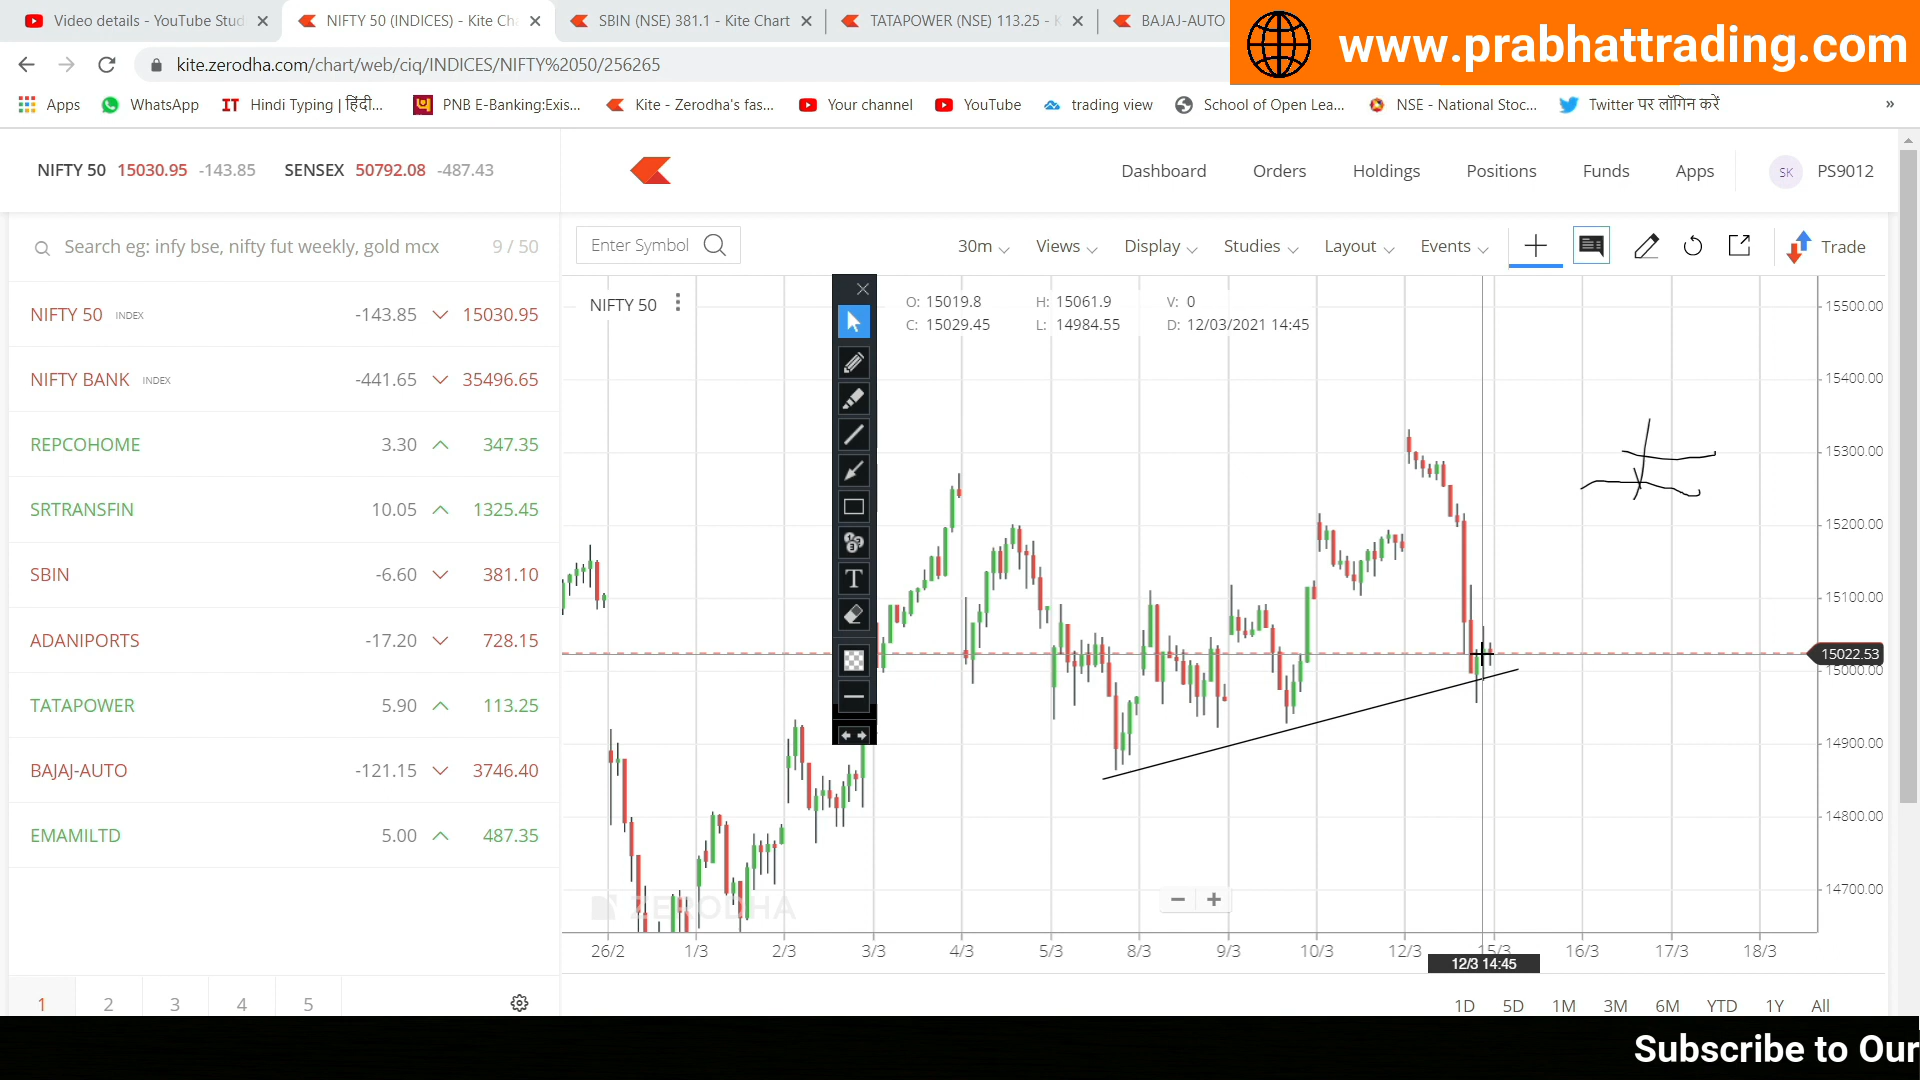 Video details - YouTube Stud
NIFTY 50 (INDICES) - Kite Cha
SBIN (NSE) 381.1 - Kite Chart
TATAPOWER (NSE) 113.25 - K
BAJAJ-AUTO
www.prabhattrading.com
kite.zerodha.com/chart/web/ciq/INDICES/NIFTY%2050/256265
Apps WhatsApp IT Hindi Typing | हिंदी... PNB E-Banking:Exis... Kite - Zerodha's fas... Your channel YouTube trading view School of Open Lea... NSE - National Stoc... Twitter पर लॉगिन करें »
NIFTY 50 15030.95 -143.85 SENSEX 50792.08 -487.43
Dashboard Orders Holdings Positions Funds Apps SK PS9012
Search eg: infy bse, nifty fut weekly, gold mcx 9 / 50
Enter Symbol 30m Views Display Studies Layout Events Trade
NIFTY 50 INDEX -143.85 15030.95
NIFTY BANK INDEX -441.65 35496.65
REPCOHOME 3.30 347.35
SRTRANSFIN 10.05 1325.45
SBIN -6.60 381.10
ADANIPORTS -17.20 728.15
TATAPOWER 5.90 113.25
BAJAJ-AUTO -121.15 3746.40
EMAMILTD 5.00 487.35
1 2 3 4 5
NIFTY 50
O: 15019.8 H: 15061.9 V: 0
C: 15029.45 L: 14984.55 D: 12/03/2021 14:45
T
15500.00
15400.00
15300.00
15200.00
15100.00
15022.53
15000.00
14900.00
14800.00
14700.00
ZERODHA
26/2 1/3 2/3 3/3 4/3 5/3 8/3 9/3 10/3 12/3 15/3 16/3 17/3 18/3
12/3 14:45
1D 5D 1M 3M 6M YTD 1Y All
Subscribe to Our